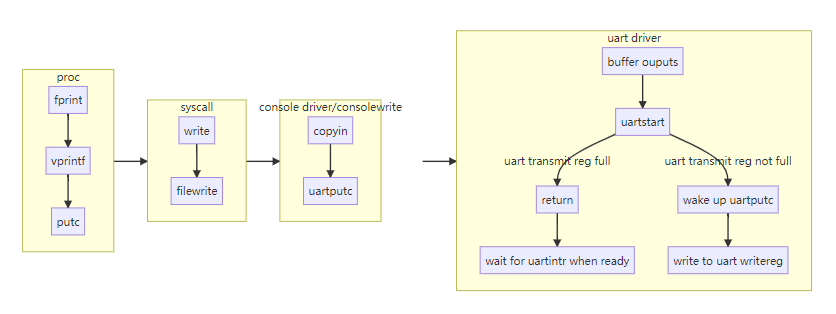 proc
fprint
vprintf
putc
syscall
write
filewrite
console driver/consolewrite
copyin
uartputc
uart driver
buffer ouputs
uartstart
uart transmit reg full
uart transmit reg not full
return
wake up uartputc
wait for uartintr when ready
write to uart writereg